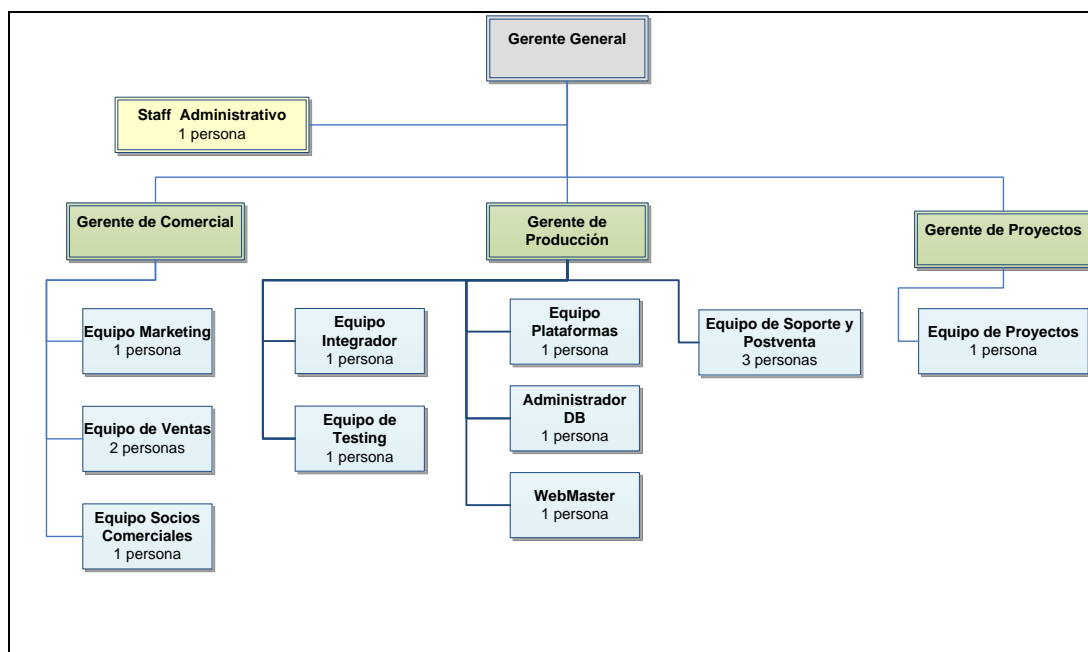 Gerente General
Staff Administrativo
1 persona
Gerente de Comercial
Gerente de
Producción
Gerente de Proyectos
Equipo Marketing
1 persona
Equipo de Ventas
2 personas
Equipo Socios
Comerciales
1 persona
Equipo
Integrador
1 persona
Equipo de
Testing
1 persona
Equipo
Plataformas
1 persona
Administrador
DB
1 persona
WebMaster
1 persona
Equipo de Soporte y
Postventa
3 personas
Equipo de Proyectos
1 persona